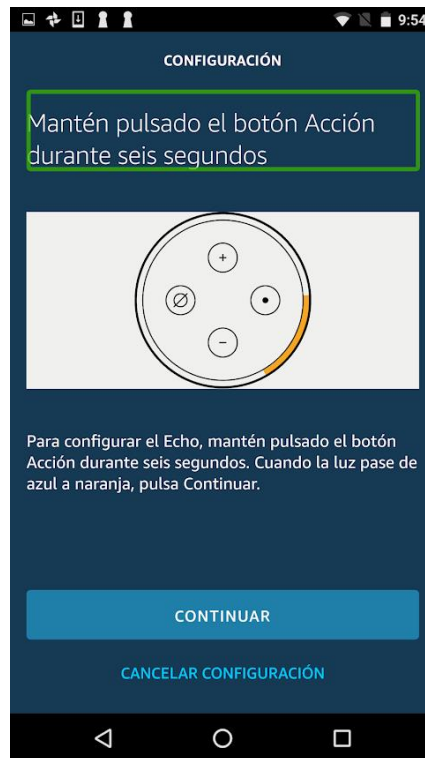 9:54
CONFIGURACIÓN
Mantén pulsado el botón Acción
durante seis segundos
Para configurar el Echo, mantén pulsado el botón
Acción durante seis segundos. Cuando la luz pase de
azul a naranja, pulsa Continuar.
CONTINUAR
CANCELAR CONFIGURACIÓN